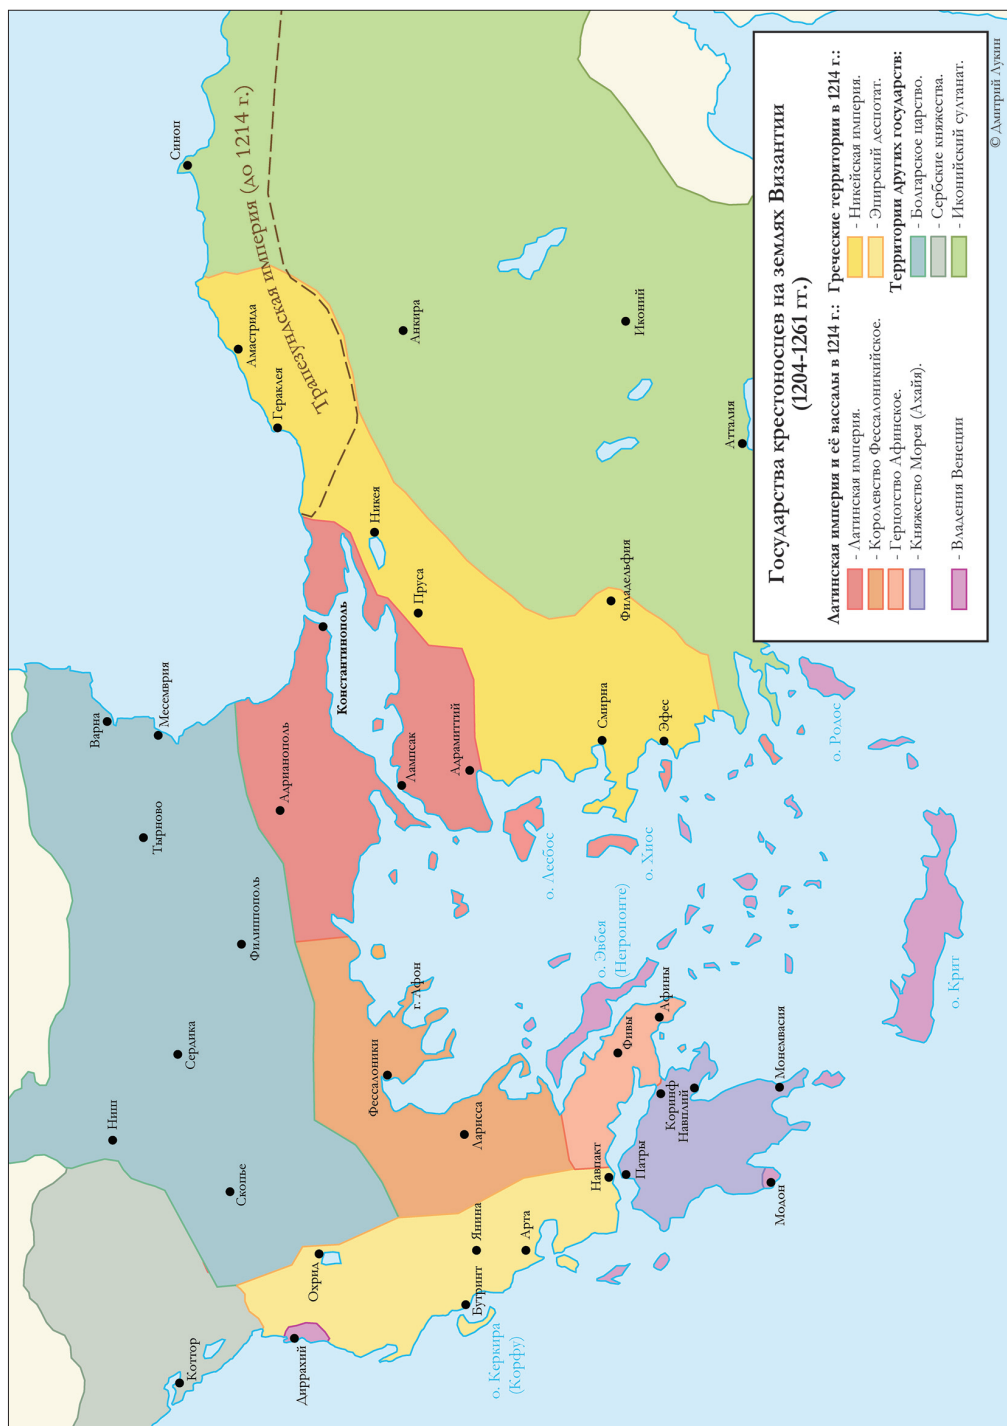 Государства крестоносцев на землях Византии
(1204-1261 гг.)
Латинская империя и её вассалы в 1214 г.:
- Латинская империя.
- Королевство Фессалоникийское.
- Герцогство Афинское.
- Княжество Морея (Ахайя).
- Владения Венеции
Греческие территории в 1214 г.:
- Никейская империя.
- Эпирский деспотат.
Территории других государств:
- Болгарское царство.
- Сербские княжества.
- Иконийский султанат.
© Дмитрий Лукин
Трапезундская империя (до 1214 г.)
Синоп
Амастрида
Гераклея
Анкира
Иконий
Атталия
Никея
Пруса
Филадельфия
Константинополь
Варна
Месемврия
Тырново
Адрианополь
Лампсак
Адрамиттий
Смирна
Эфес
о. Родос
о. Лесбос
о. Хиос
Филиппополь
Сердика
Ниш
Скопье
г. Афон
Фессалоники
Ларисса
о. Эвбея
(Негропонте)
Фивы
Афины
Коринф
Навплий
Монемвасия
о. Крит
Навпакт
Патры
Модон
Охрид
Янина
Арта
Бутринт
о. Керкира
(Корфу)
Диррахий
Коттор